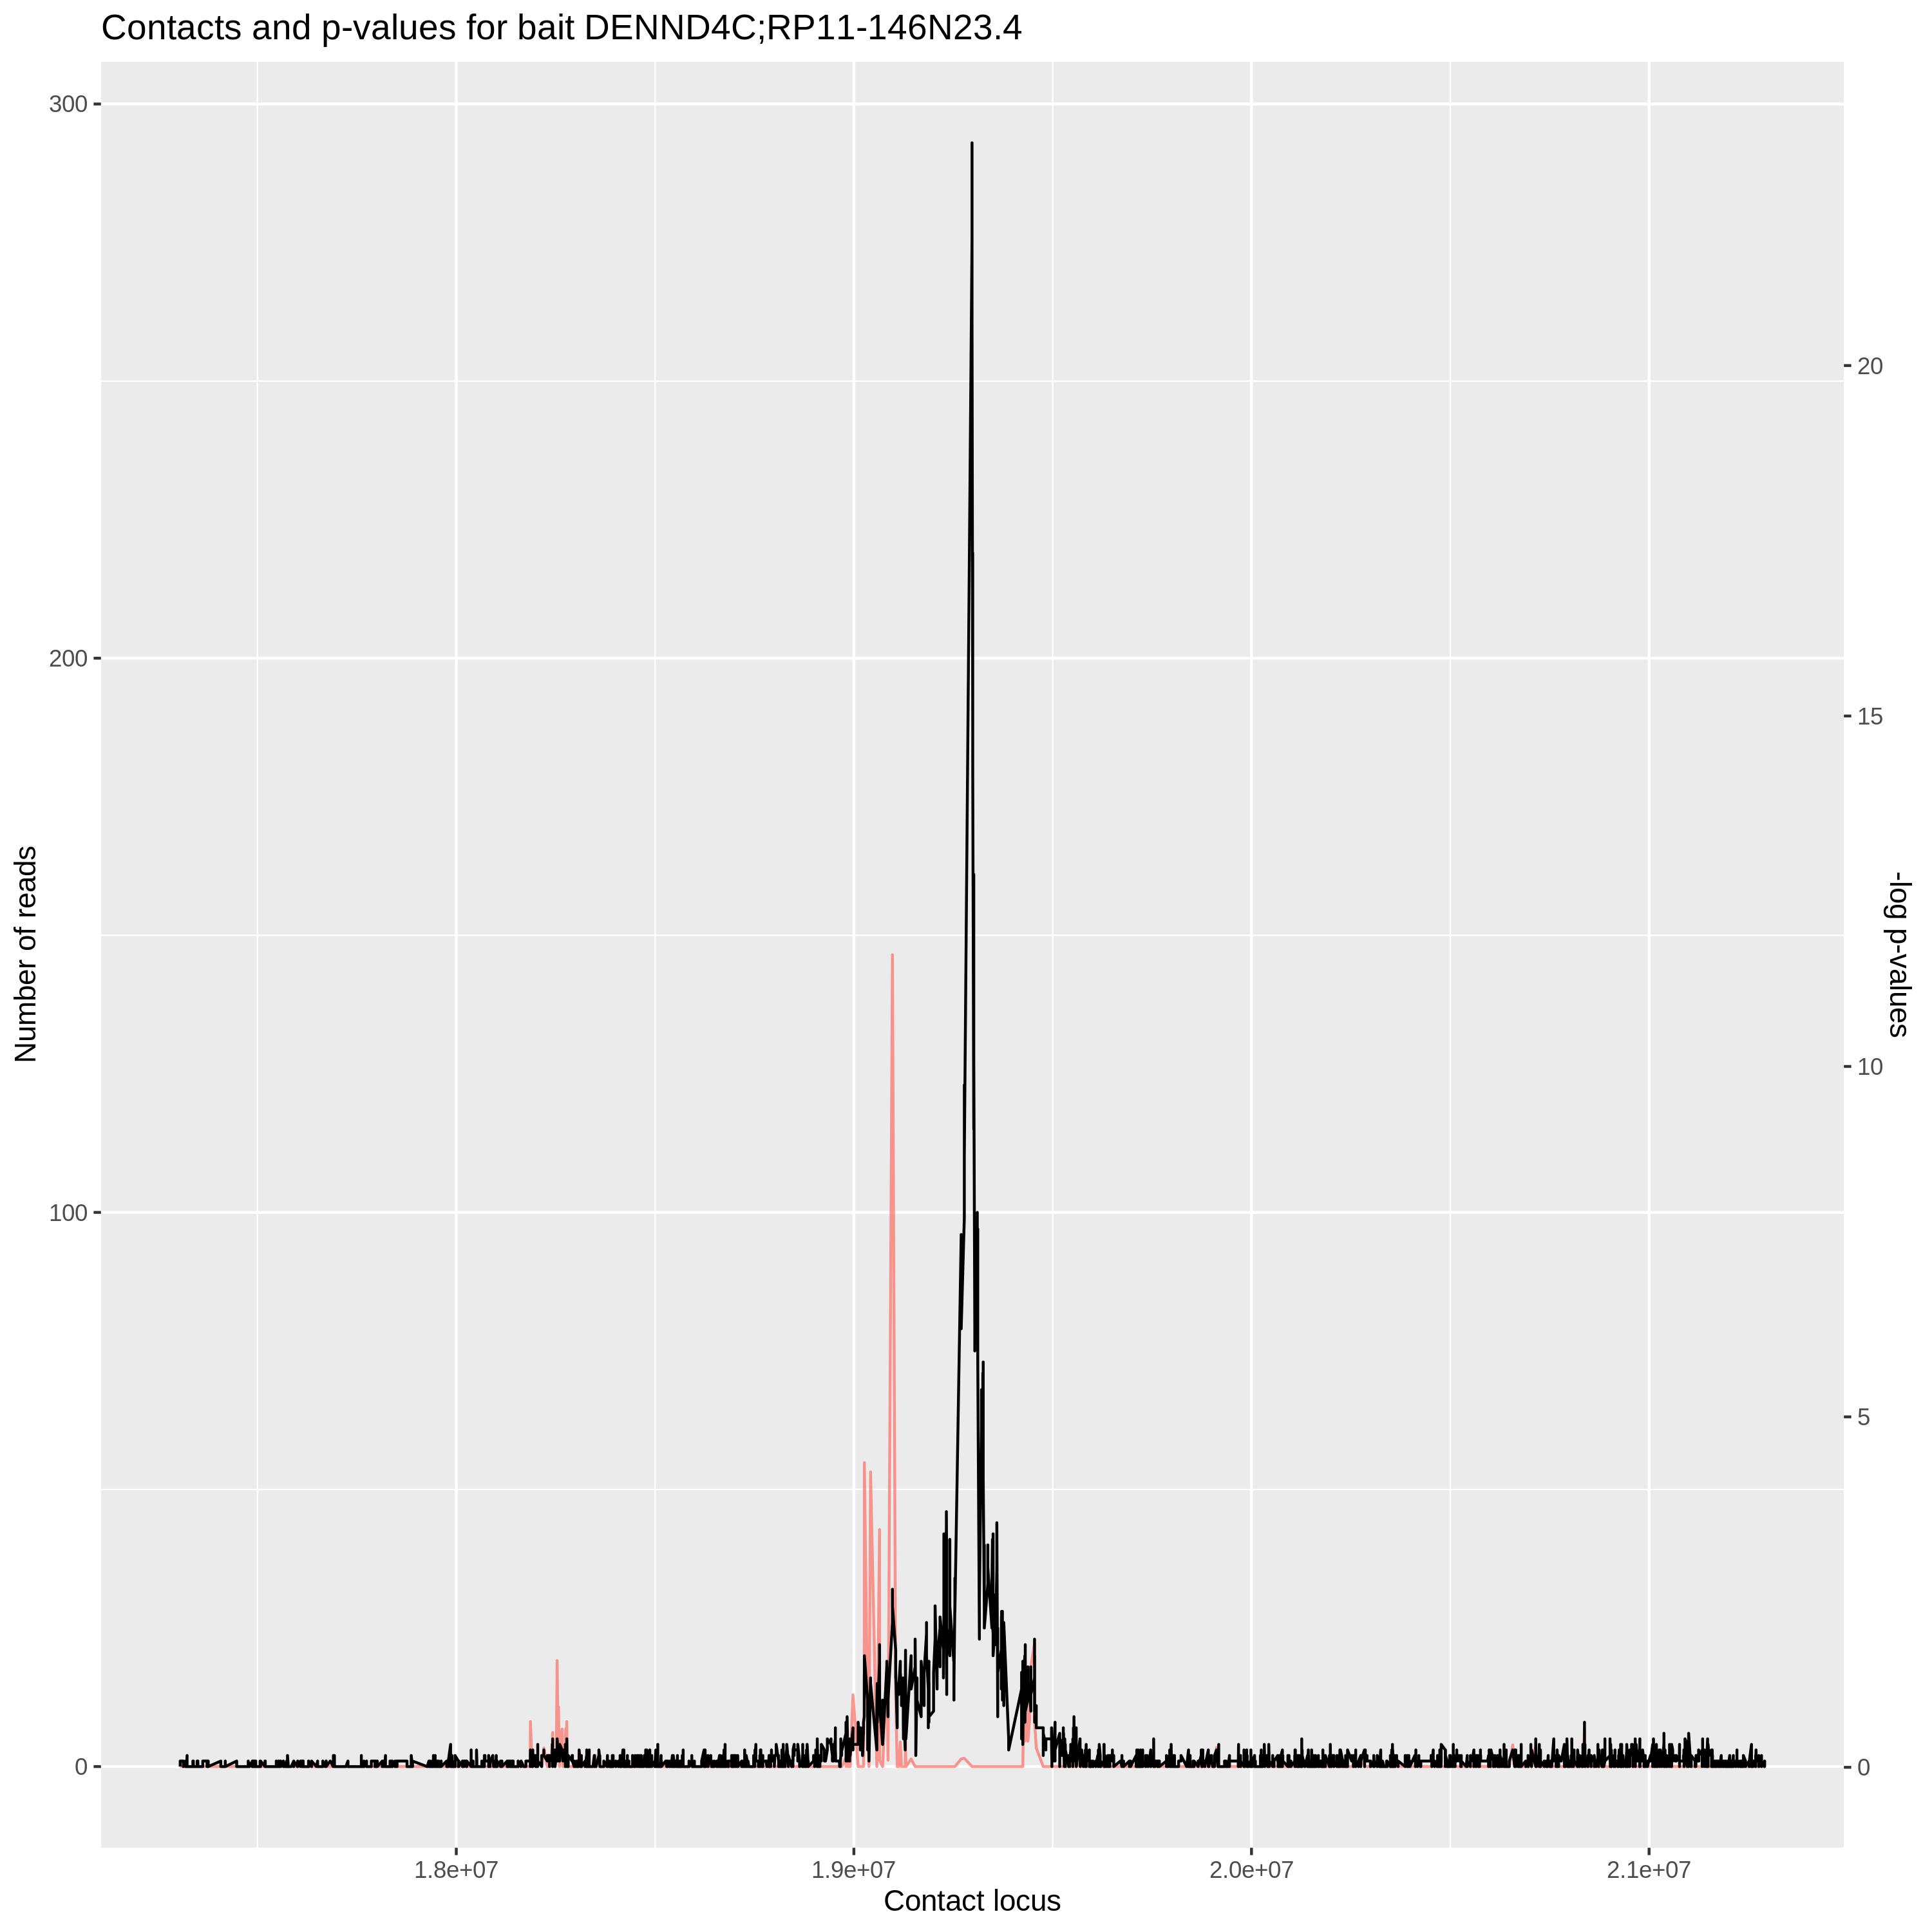 Contacts and p-values for bait DENND4C;RP11-146N23.4
300
200
100
0
Number of reads
20
15
10
5
0
-log p-values
1.8e+07
1.9e+07
2.0e+07
2.1e+07
Contact locus